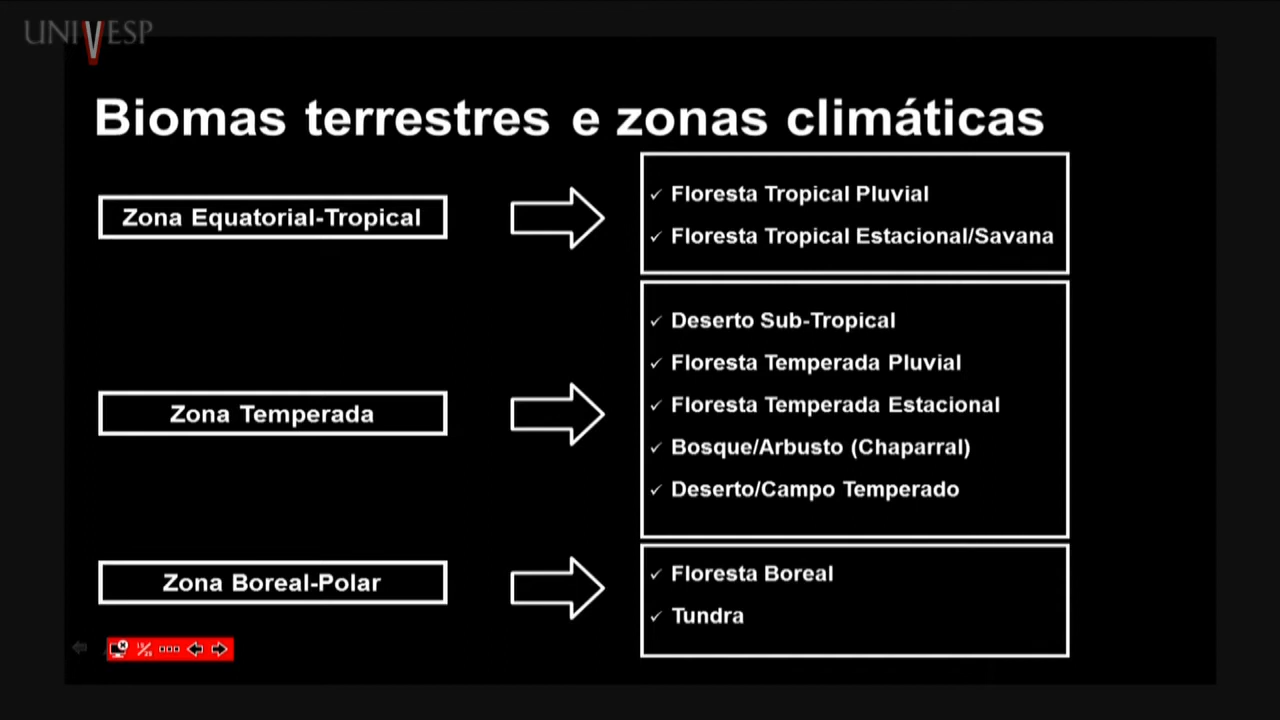 UNIVESP
Biomas terrestres e zonas climáticas
Zona Equatorial-Tropical
✓ Floresta Tropical Pluvial
✓ Floresta Tropical Estacional/Savana
Zona Temperada
✓ Deserto Sub-Tropical
✓ Floresta Temperada Pluvial
✓ Floresta Temperada Estacional
✓ Bosque/Arbusto (Chaparral)
✓ Deserto/Campo Temperado
Zona Boreal-Polar
✓ Floresta Boreal
✓ Tundra